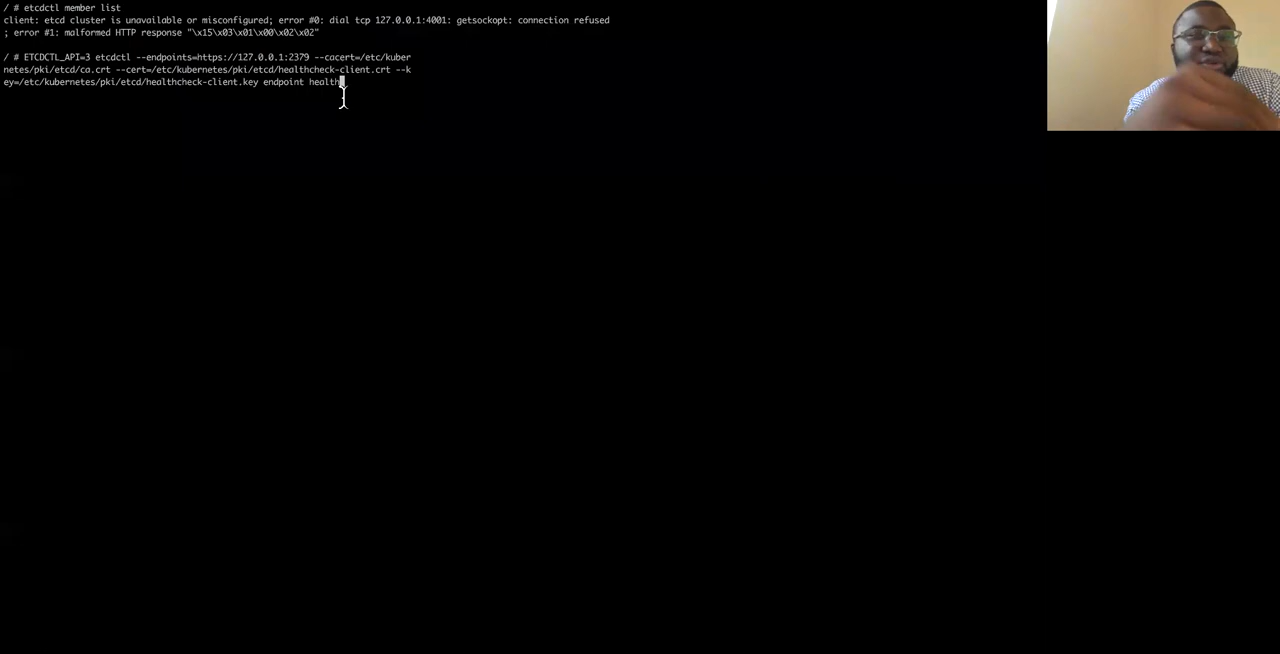 / # etcdctl member list
client: etcd cluster is unavailable or misconfigured; error #0: dial tcp 127.0.0.1:4001: getsockopt: connection refused
; error #1: malformed HTTP response "\x15\x03\x01\x00\x02\x02"
/ # ETCDCTL_API=3 etcdctl --endpoints=https://127.0.0.1:2379 --cacert=/etc/kuber
netes/pki/etcd/ca.crt --cert=/etc/kubernetes/pki/etcd/healthcheck-client.crt --k
ey=/etc/kubernetes/pki/etcd/healthcheck-client.key endpoint health